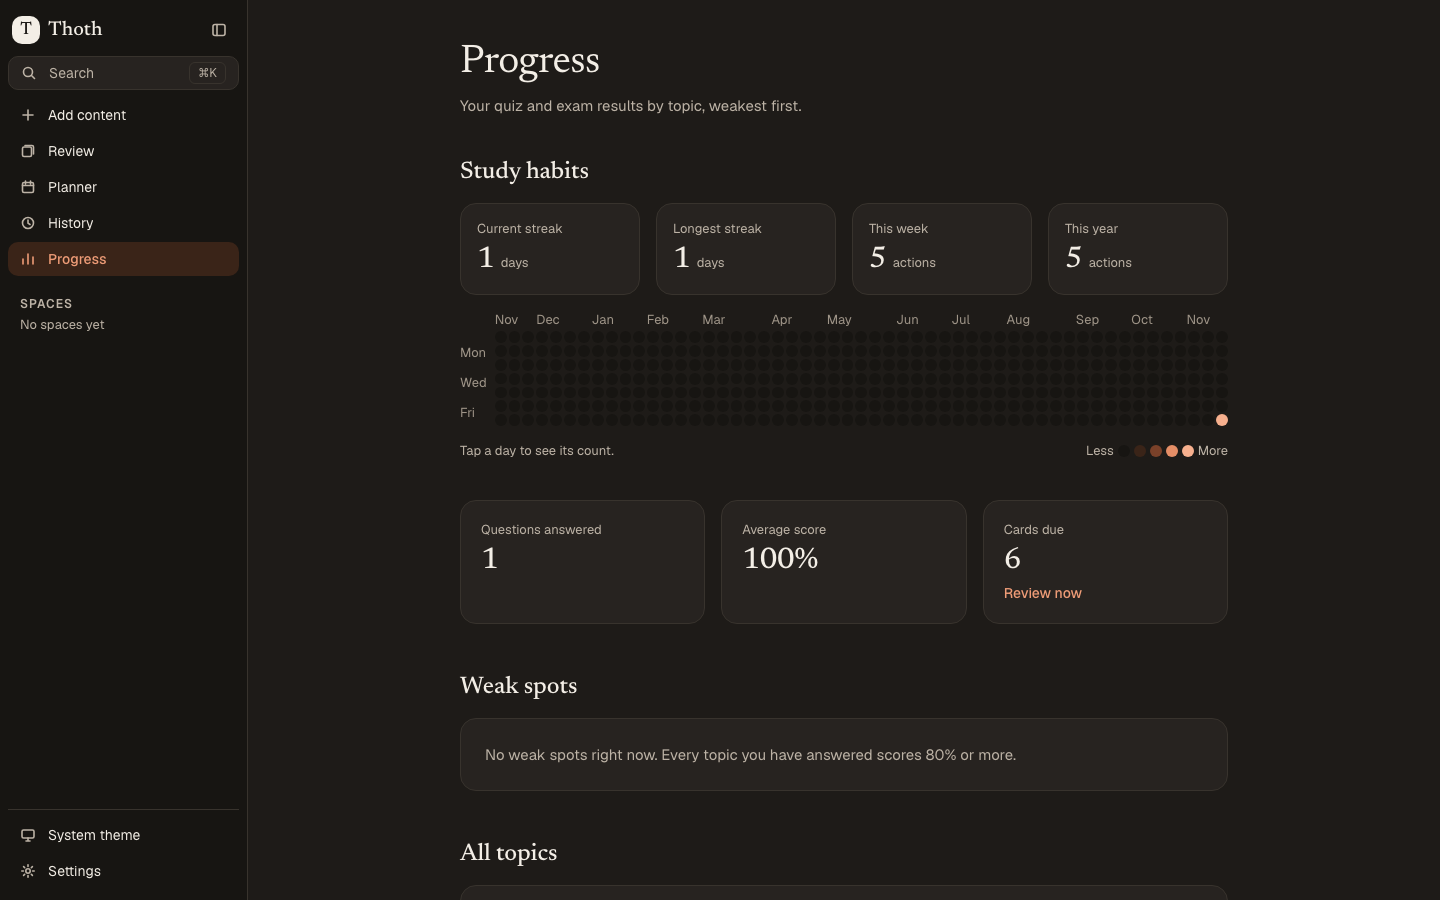 T Thoth
Search ⌘K
Add content
Review
Planner
History
Progress
SPACES
No spaces yet
System theme
Settings
Progress
Your quiz and exam results by topic, weakest first.
Study habits
Current streak
1 days
Longest streak
1 days
This week
5 actions
This year
5 actions
Nov Dec Jan Feb Mar Apr May Jun Jul Aug Sep Oct Nov
Mon
Wed
Fri
Tap a day to see its count.
Less More
Questions answered
1
Average score
100%
Cards due
6
Review now
Weak spots
No weak spots right now. Every topic you have answered scores 80% or more.
All topics